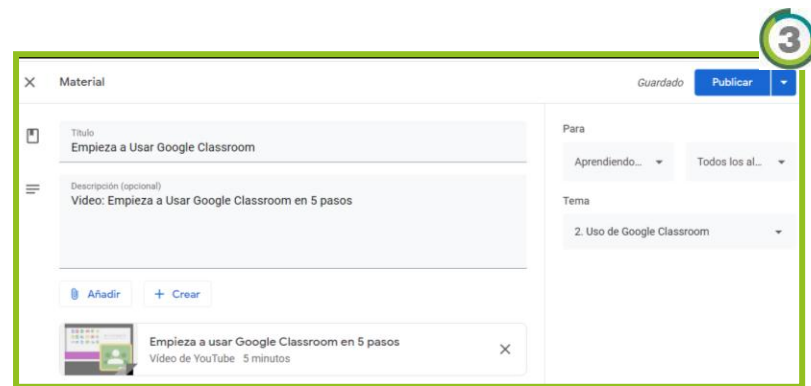 3
Material
Guardado
Publicar
Título
Empieza a Usar Google Classroom
Descripción (opcional)
Video: Empieza a Usar Google Classroom en 5 pasos
Añadir
+ Crear
Empieza a usar Google Classroom en 5 pasos
Vídeo de YouTube 5 minutos
Para
Aprendiendo...
Todos los al...
Tema
2. Uso de Google Classroom